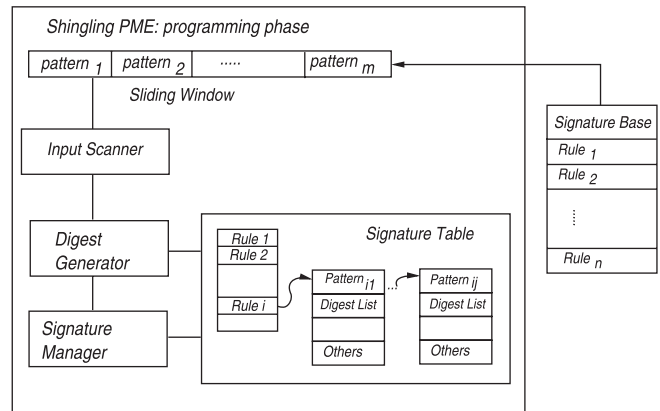 Shingling PME: programming phase
pattern 1 pattern 2 ..... pattern m
Sliding Window
Input Scanner
Digest
Generator
Signature
Manager
Signature Table
Rule 1
Rule 2
Rule i
Pattern i1 ... Pattern ij
Digest List Digest List
Others Others
Signature Base
Rule 1
Rule 2
.....
Rule n